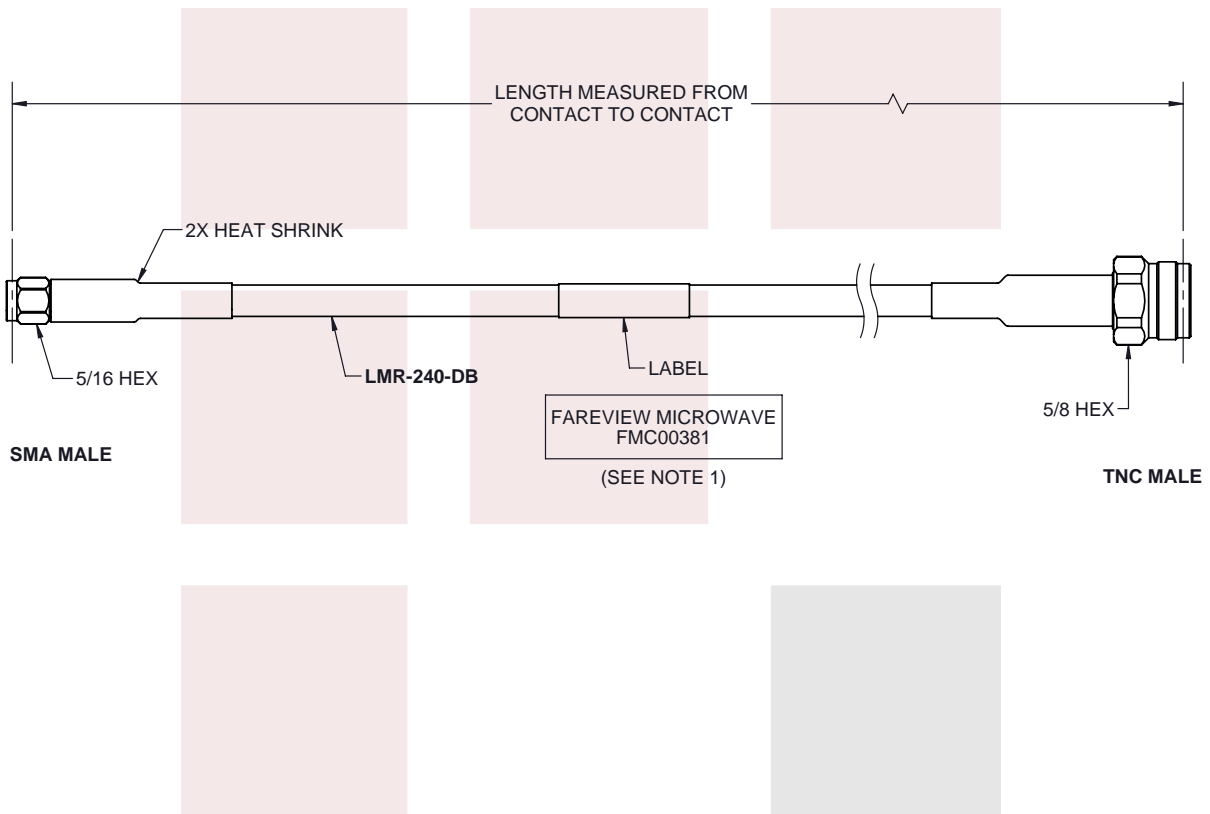 LENGTH MEASURED FROM
CONTACT TO CONTACT
2X HEAT SHRINK
5/16 HEX
LMR-240-DB
LABEL
FAREVIEW MICROWAVE
FMC00381
(SEE NOTE 1)
5/8 HEX
SMA MALE
TNC MALE